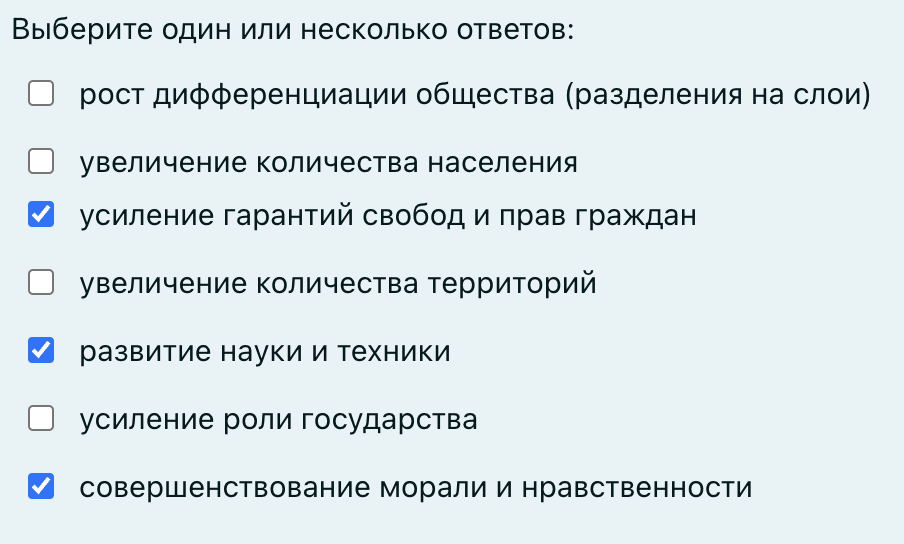 Выберите один или несколько ответов:
рост дифференциации общества (разделения на слои)
увеличение количества населения
усиление гарантий свобод и прав граждан
увеличение количества территорий
развитие науки и техники
усиление роли государства
совершенствование морали и нравственности